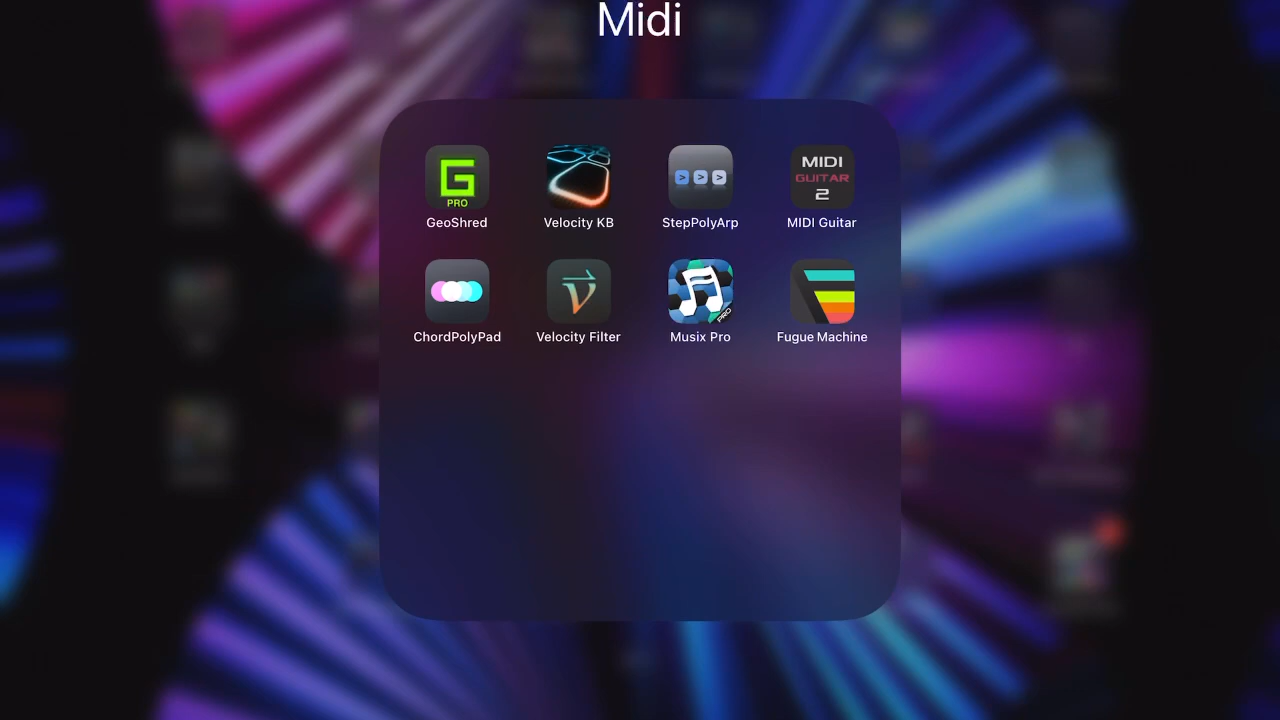 Midi
G
PRO
GeoShred
Velocity KB
> > >
StepPolyArp
MIDI
GUITAR
2
MIDI Guitar
ChordPolyPad
v
Velocity Filter
PRO
Musix Pro
Fugue Machine